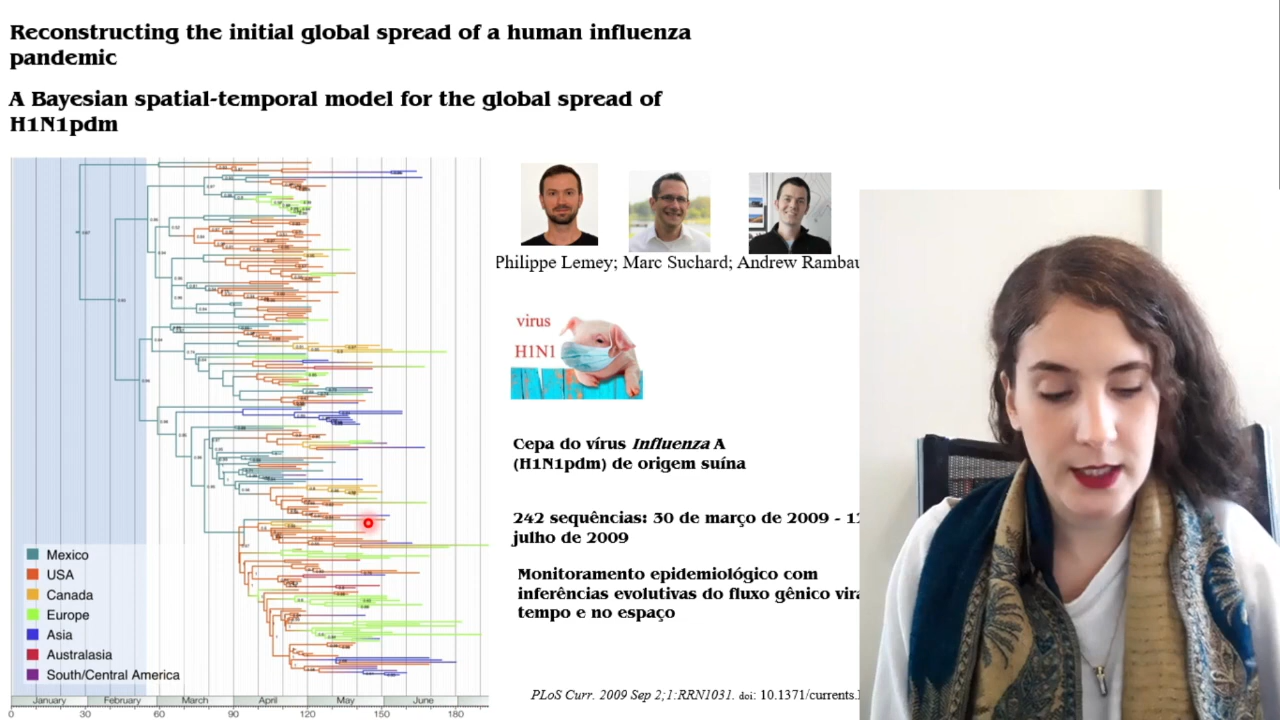 Reconstructing the initial global spread of a human influenza
pandemic
A Bayesian spatial-temporal model for the global spread of
H1N1pdm
Philippe Lemey; Marc Suchard; Andrew Rambau
virus
H1N1
Cepa do vírus Influenza A
(H1N1pdm) de origem suína
242 sequências: 30 de março de 2009 - 1
julho de 2009
Monitoramento epidemiológico com
inferências evolutivas do fluxo gênico vira
tempo e no espaço
PLoS Curr. 2009 Sep 2;1:RRN1031. doi: 10.1371/currents.
Mexico
USA
Canada
Europe
Asia
Australasia
South/Central America
January February March April May June
0 30 60 90 120 150 180